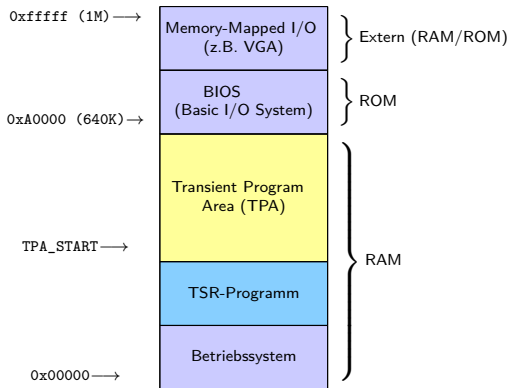 0xfffff (1M)
Memory-Mapped I/O
(z.B. VGA)
Extern (RAM/ROM)
BIOS
(Basic I/O System)
ROM
0xA0000 (640K)
Transient Program
Area (TPA)
TPA_START
RAM
TSR-Programm
Betriebssystem
0x00000